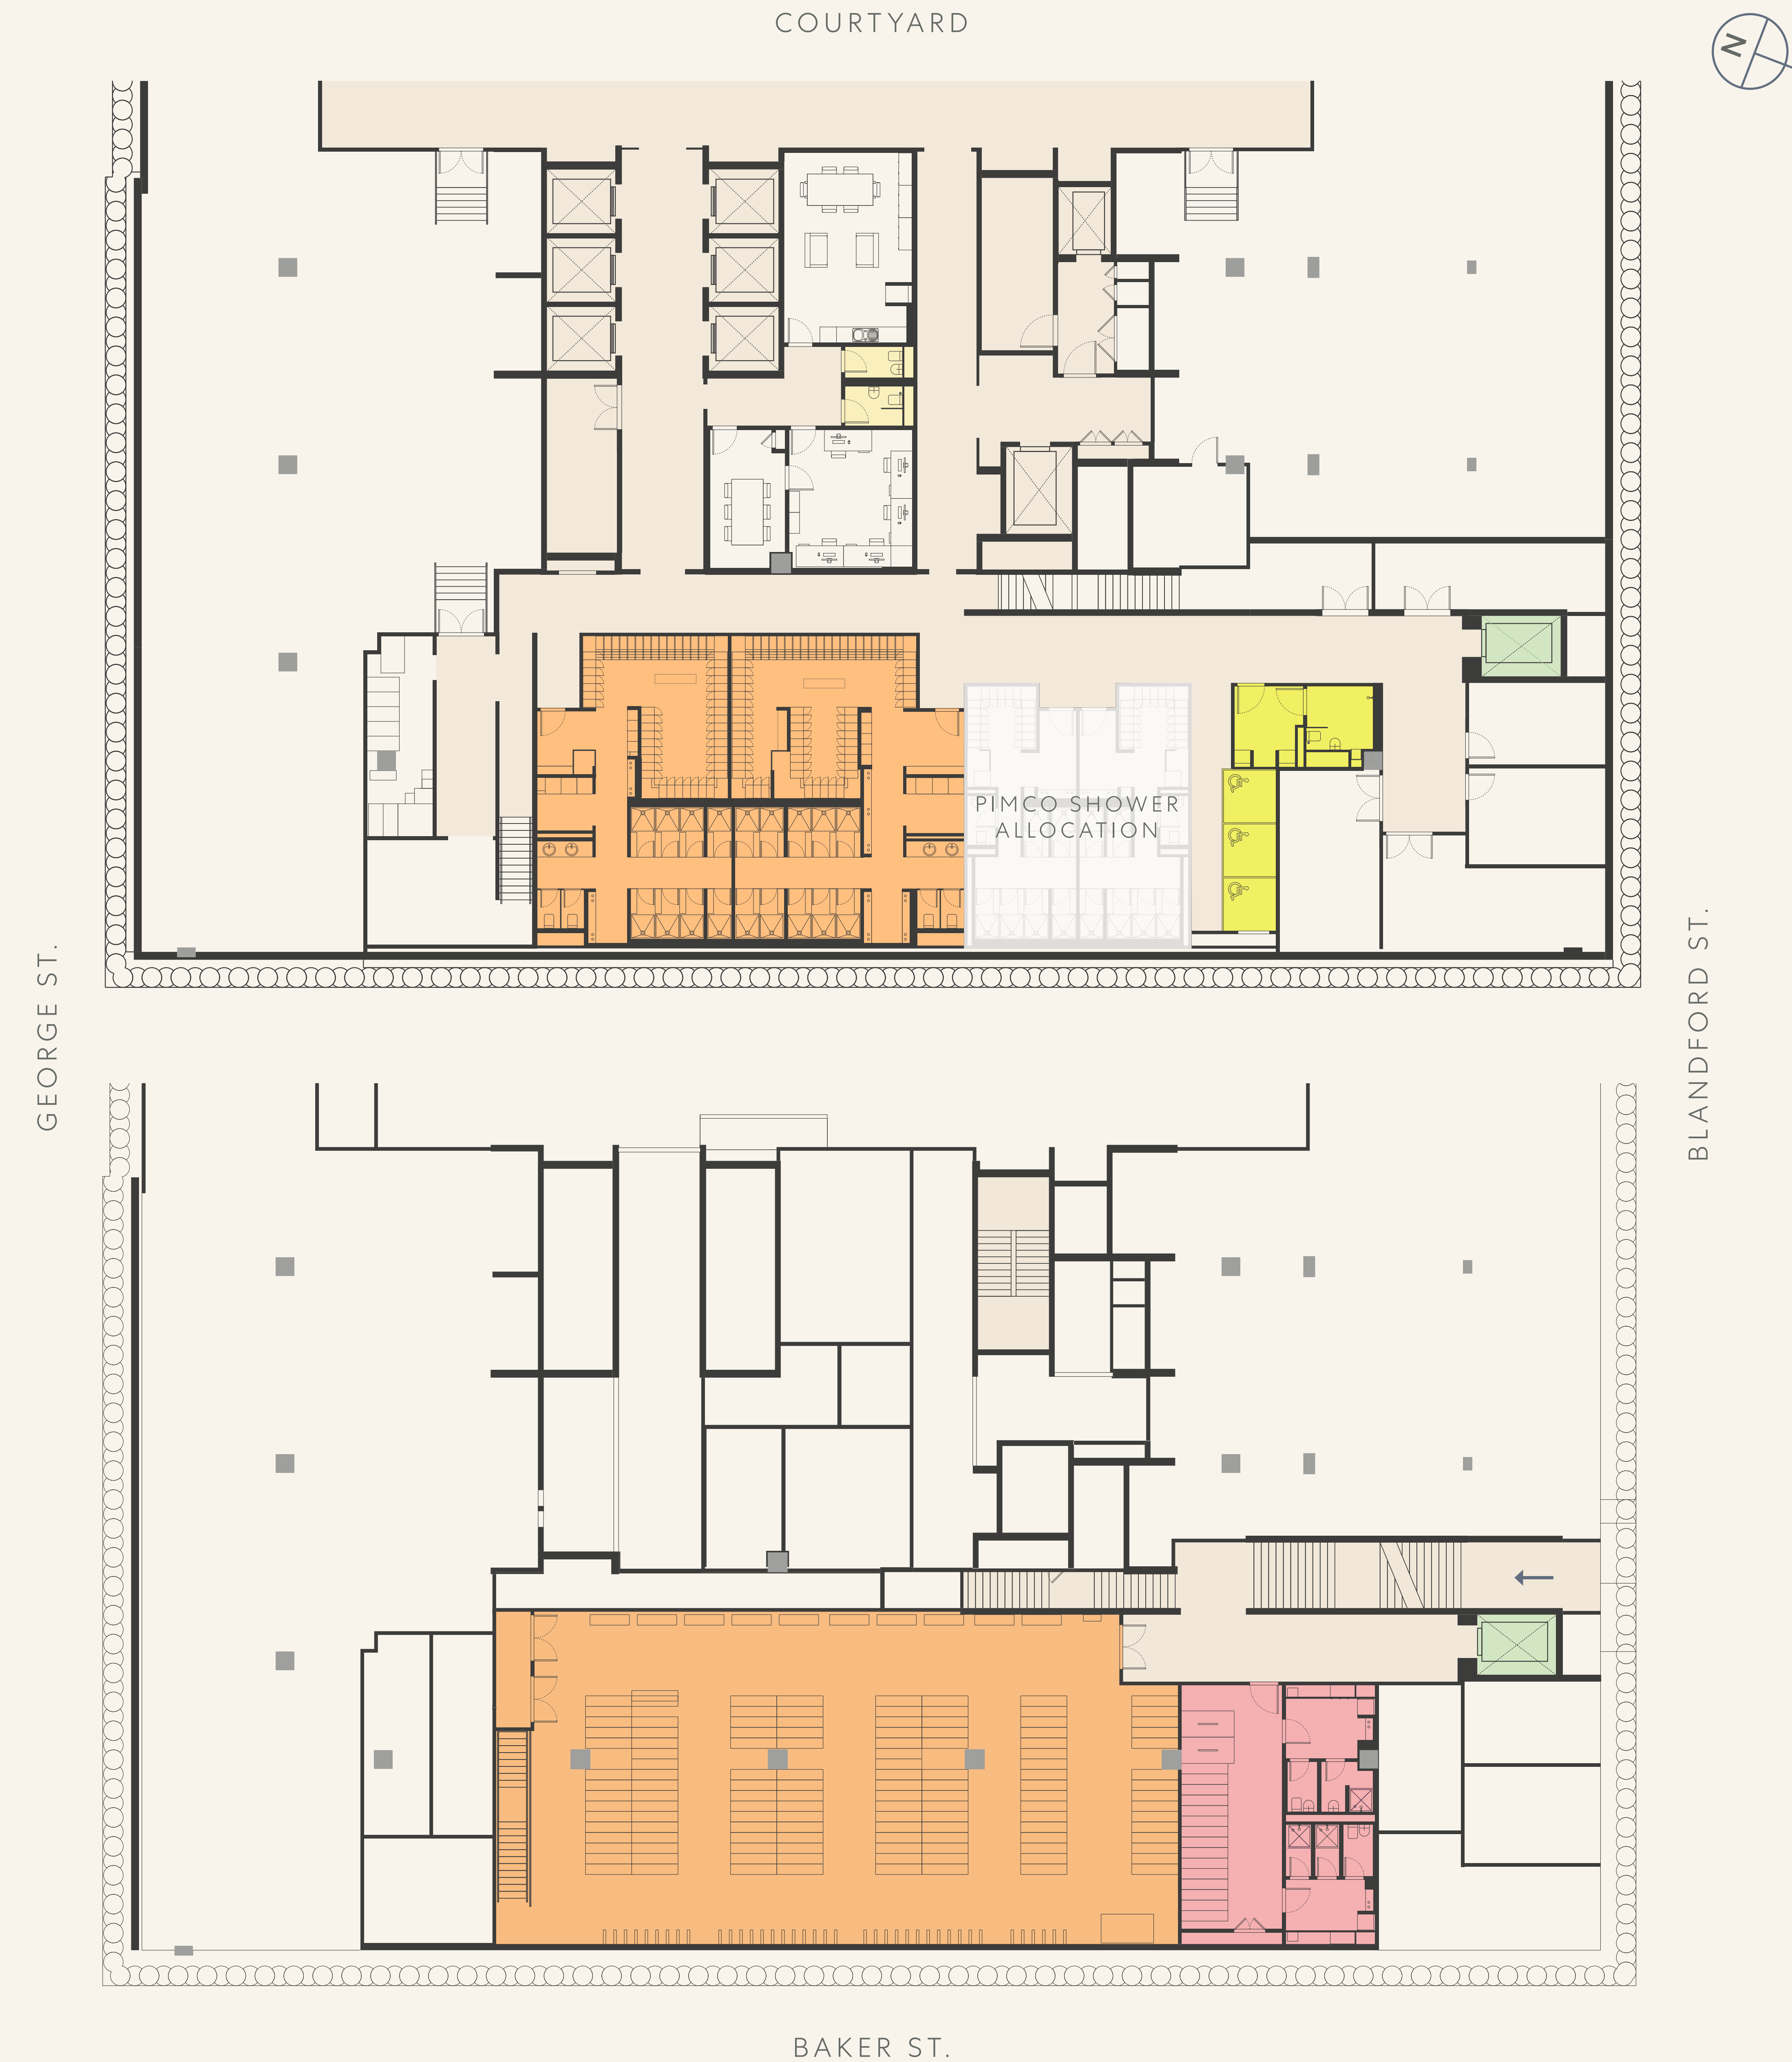 COURTYARD
N
PIMCO SHOWER
ALLOCATION
GEORGE ST.
BLANDFORD ST.
BAKER ST.